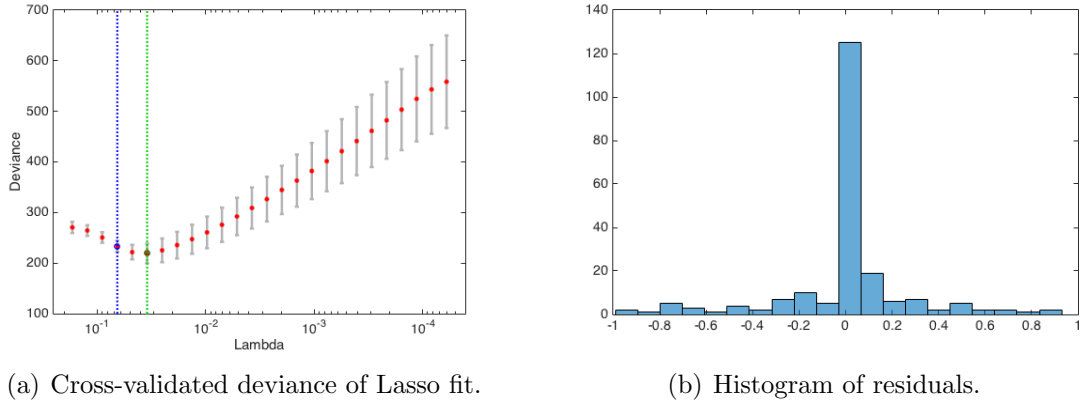 700
600
500
400
300
200
100
Deviance
10⁻¹ 10⁻² 10⁻³ 10⁻⁴
Lambda
(a) Cross-validated deviance of Lasso fit.
140
120
100
80
60
40
20
0
-1 -0.8 -0.6 -0.4 -0.2 0 0.2 0.4 0.6 0.8 1
(b) Histogram of residuals.